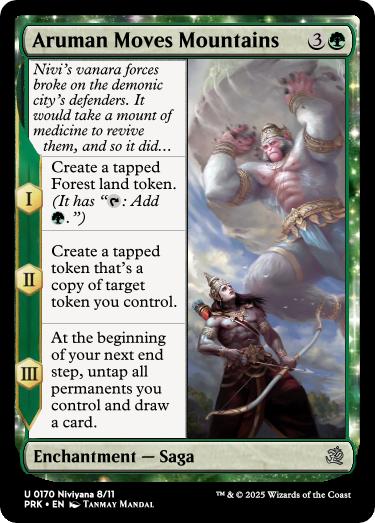 Aruman Moves Mountains 3
Nivi's vanara forces
broke on the demonic
city's defenders. It
would take a mount of
medicine to revive
them, and so it did…
I
Create a tapped
Forest land token.
(It has “: Add
.”)
II
Create a tapped
token that's a
copy of target
token you control.
III
At the beginning
of your next end
step, untap all
permanents you
control and draw
a card.
Enchantment — Saga
U 0170 Niviyana 8/11
PRK • EN Tanmay Mandal
™ & © 2025 Wizards of the Coast